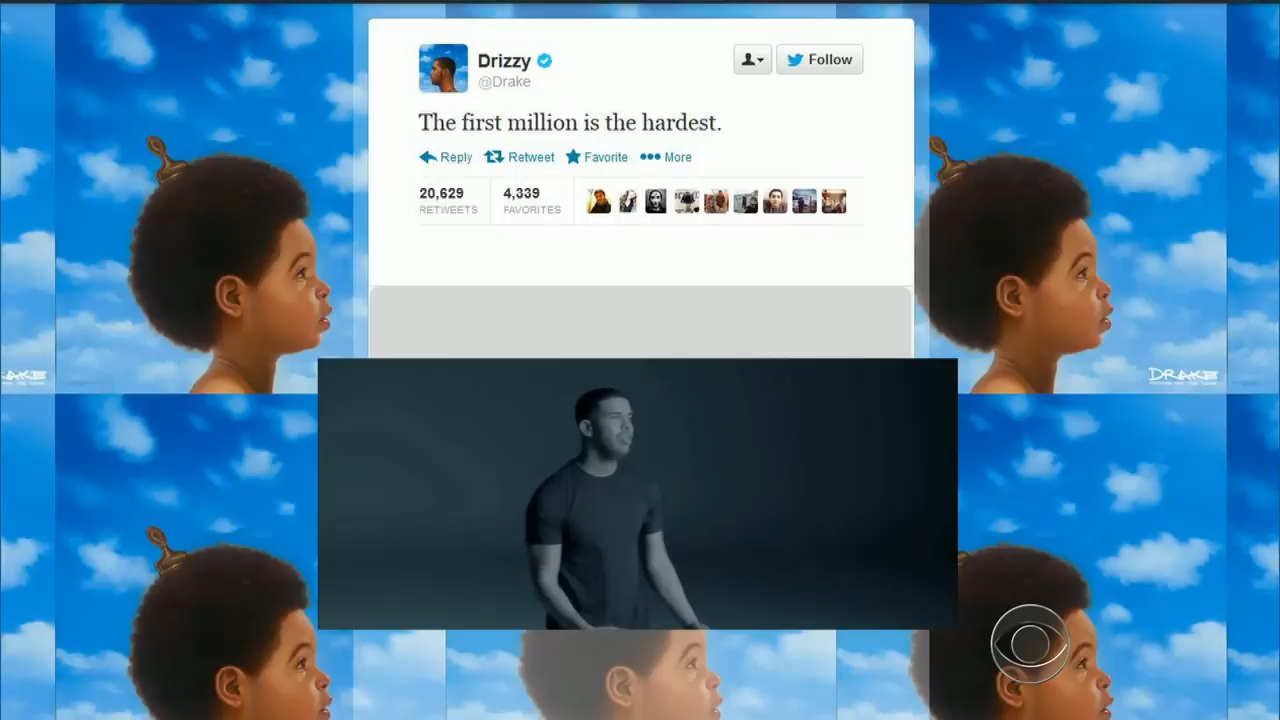 Drizzy
@Drake
Follow
The first million is the hardest.
Reply Retweet Favorite More
20,629 4,339
RETWEETS FAVORITES
DRAKE